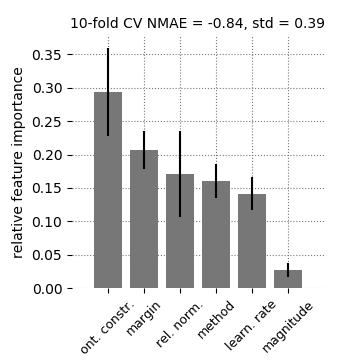 10-fold CV NMAE = -0.84, std = 0.39
relative feature importance
0.35
0.30
0.25
0.20
0.15
0.10
0.05
0.00
ont. constr.
margin
rel. norm.
method
learn. rate
magnitude